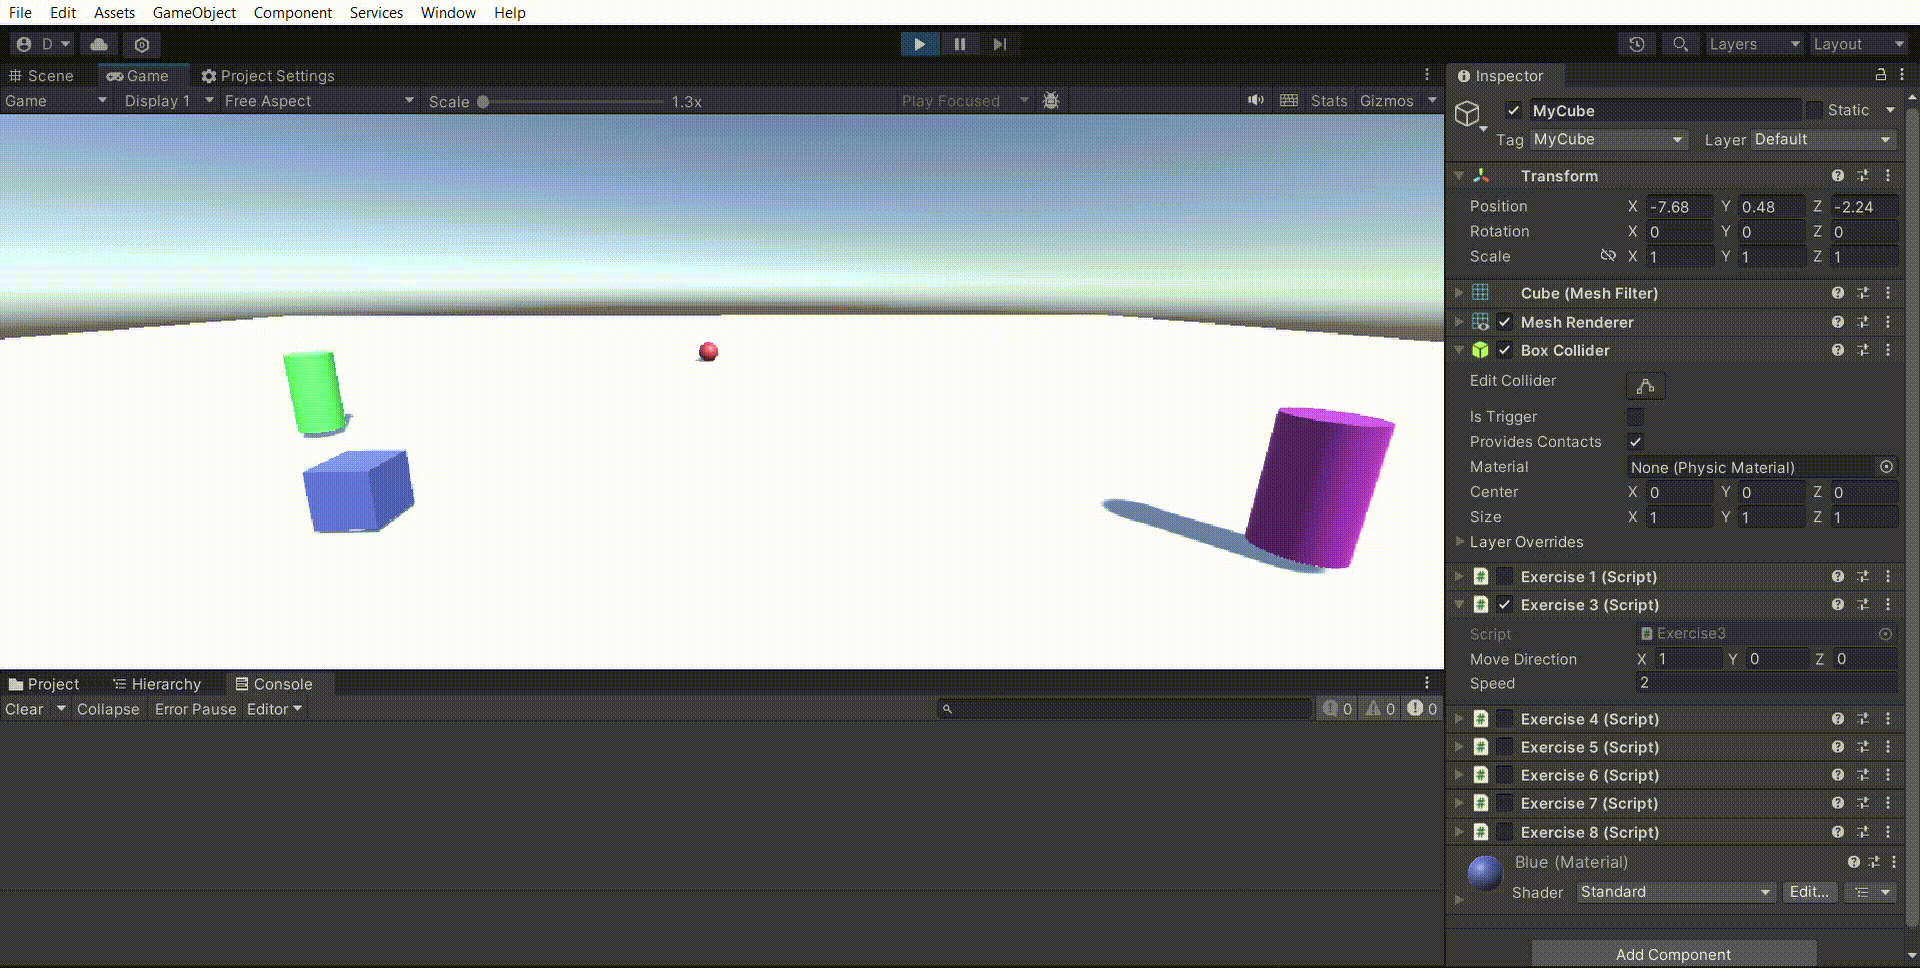 File Edit Assets GameObject Component Services Window Help
D Layers Layout
Scene Game Project Settings
Game Display 1 Free Aspect Scale 1.3x Play Focused Stats Gizmos
Inspector
MyCube Static
Tag MyCube Layer Default
Transform
Position X -7.68 Y 0.48 Z -2.24
Rotation X 0 Y 0 Z 0
Scale X 1 Y 1 Z 1
Cube (Mesh Filter)
Mesh Renderer
Box Collider
Edit Collider
Is Trigger
Provides Contacts
Material None (Physic Material)
Center X 0 Y 0 Z 0
Size X 1 Y 1 Z 1
Layer Overrides
Exercise 1 (Script)
Exercise 3 (Script)
Script Exercise3
Move Direction X 1 Y 0 Z 0
Speed 2
Exercise 4 (Script)
Exercise 5 (Script)
Exercise 6 (Script)
Exercise 7 (Script)
Exercise 8 (Script)
Blue (Material)
Shader Standard Edit...
Add Component
Project Hierarchy Console
Clear Collapse Error Pause Editor 0 0 0